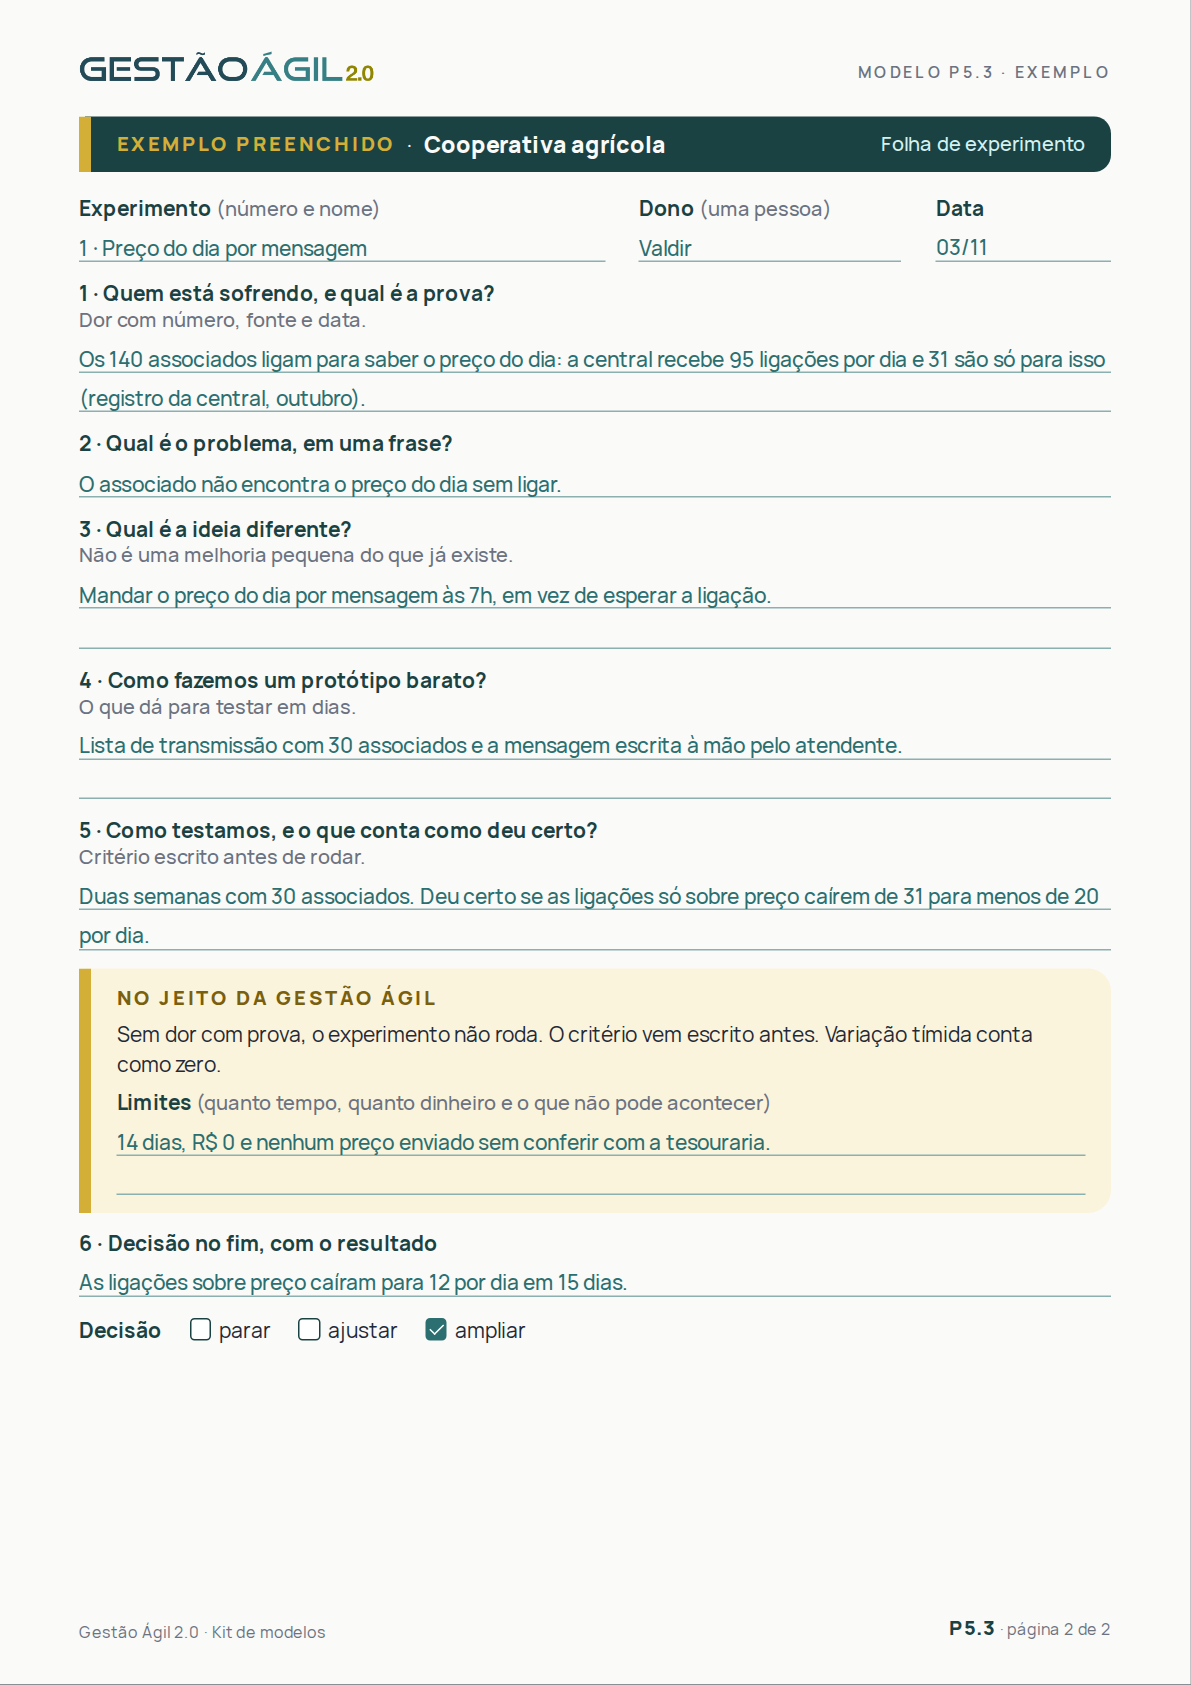 GESTÃOÁGIL2.0
MODELO P5.3 · EXEMPLO
EXEMPLO PREENCHIDO · Cooperativa agrícola
Folha de experimento
Experimento (número e nome)
Dono (uma pessoa)
Data
1 · Preço do dia por mensagem
Valdir
03/11
1 · Quem está sofrendo, e qual é a prova?
Dor com número, fonte e data.
Os 140 associados ligam para saber o preço do dia: a central recebe 95 ligações por dia e 31 são só para isso
(registro da central, outubro).
2 · Qual é o problema, em uma frase?
O associado não encontra o preço do dia sem ligar.
3 · Qual é a ideia diferente?
Não é uma melhoria pequena do que já existe.
Mandar o preço do dia por mensagem às 7h, em vez de esperar a ligação.
4 · Como fazemos um protótipo barato?
O que dá para testar em dias.
Lista de transmissão com 30 associados e a mensagem escrita à mão pelo atendente.
5 · Como testamos, e o que conta como deu certo?
Critério escrito antes de rodar.
Duas semanas com 30 associados. Deu certo se as ligações só sobre preço caírem de 31 para menos de 20
por dia.
NO JEITO DA GESTÃO ÁGIL
Sem dor com prova, o experimento não roda. O critério vem escrito antes. Variação tímida conta
como zero.
Limites (quanto tempo, quanto dinheiro e o que não pode acontecer)
14 dias, R$ 0 e nenhum preço enviado sem conferir com a tesouraria.
6 · Decisão no fim, com o resultado
As ligações sobre preço caíram para 12 por dia em 15 dias.
Decisão parar ajustar ampliar
Gestão Ágil 2.0 · Kit de modelos
P5.3 · página 2 de 2